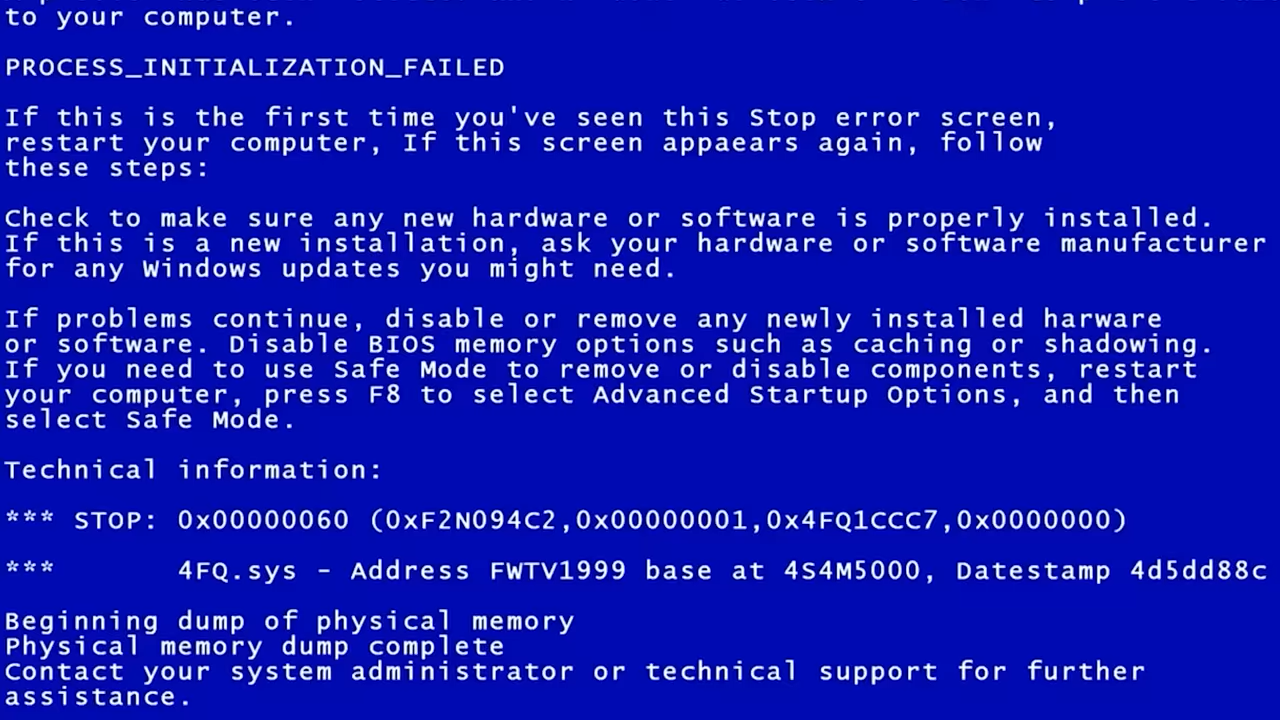 to your computer.
PROCESS_INITIALIZATION_FAILED
If this is the first time you've seen this Stop error screen,
restart your computer, If this screen appaears again, follow
these steps:
Check to make sure any new hardware or software is properly installed.
If this is a new installation, ask your hardware or software manufacturer
for any Windows updates you might need.
If problems continue, disable or remove any newly installed harware
or software. Disable BIOS memory options such as caching or shadowing.
If you need to use Safe Mode to remove or disable components, restart
your computer, press F8 to select Advanced Startup Options, and then
select Safe Mode.
Technical information:
*** STOP: 0x00000060 (0xF2N094C2,0x00000001,0x4FQ1CCC7,0x0000000)
*** 4FQ.sys - Address FWTV1999 base at 4S4M5000, Datestamp 4d5dd88c
Beginning dump of physical memory
Physical memory dump complete
Contact your system administrator or technical support for further
assistance.